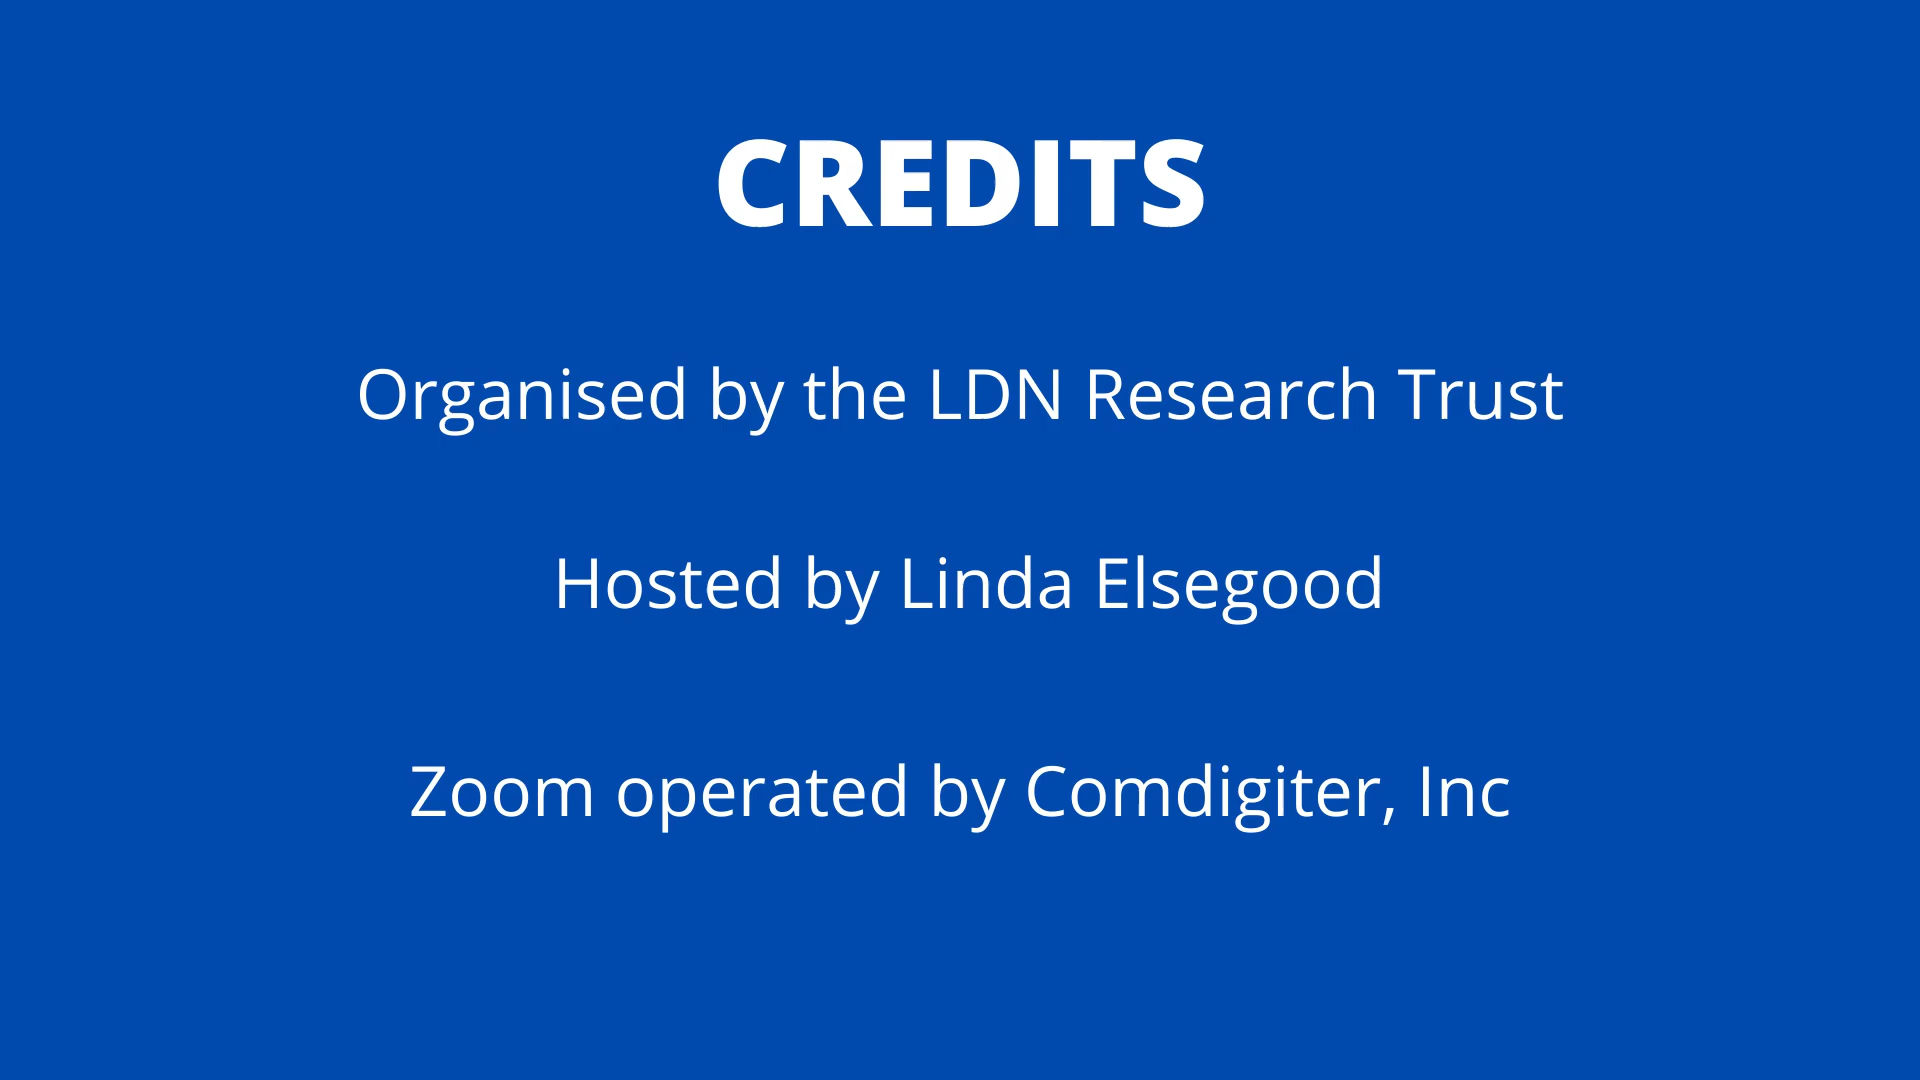 CREDITS
Organised by the LDN Research Trust
Hosted by Linda Elsegood
Zoom operated by Comdigiter, Inc